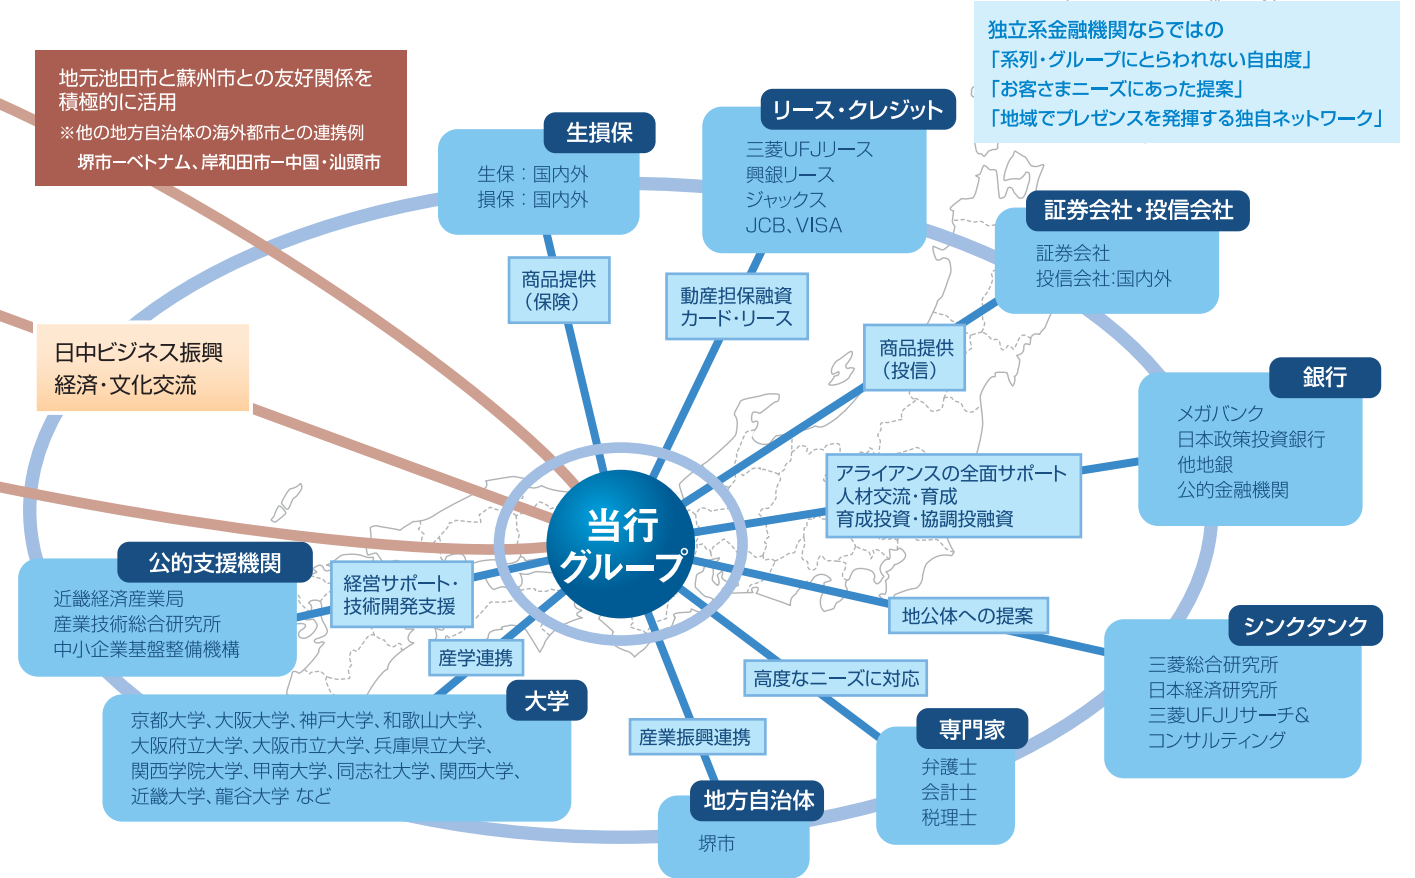 独立系金融機関ならではの
「系列・グループにとらわれない自由度」
「お客さまニーズにあった提案」
「地域でプレゼンスを発揮する独自ネットワーク」
地元池田市と蘇州市との友好関係を
積極的に活用
※他の地方自治体の海外都市との連携例
堺市ーベトナム、岸和田市ー中国・汕頭市
生損保
生保：国内外
損保：国内外
リース・クレジット
三菱UFJリース
興銀リース
ジャックス
JCB、VISA
証券会社・投信会社
証券会社
投信会社:国内外
商品提供
（保険）
動産担保融資
カード・リース
商品提供
（投信）
日中ビジネス振興
経済・文化交流
銀行
メガバンク
日本政策投資銀行
他地銀
公的金融機関
アライアンスの全面サポート
人材交流・育成
育成投資・協調投融資
当行
グループ
公的支援機関
近畿経済産業局
産業技術総合研究所
中小企業基盤整備機構
経営サポート・
技術開発支援
地公体への提案
シンクタンク
三菱総合研究所
日本経済研究所
三菱UFJリサーチ&
コンサルティング
産学連携
高度なニーズに対応
大学
京都大学、大阪大学、神戸大学、和歌山大学、
大阪府立大学、大阪市立大学、兵庫県立大学、
関西学院大学、甲南大学、同志社大学、関西大学、
近畿大学、龍谷大学 など
産業振興連携
専門家
弁護士
会計士
税理士
地方自治体
堺市